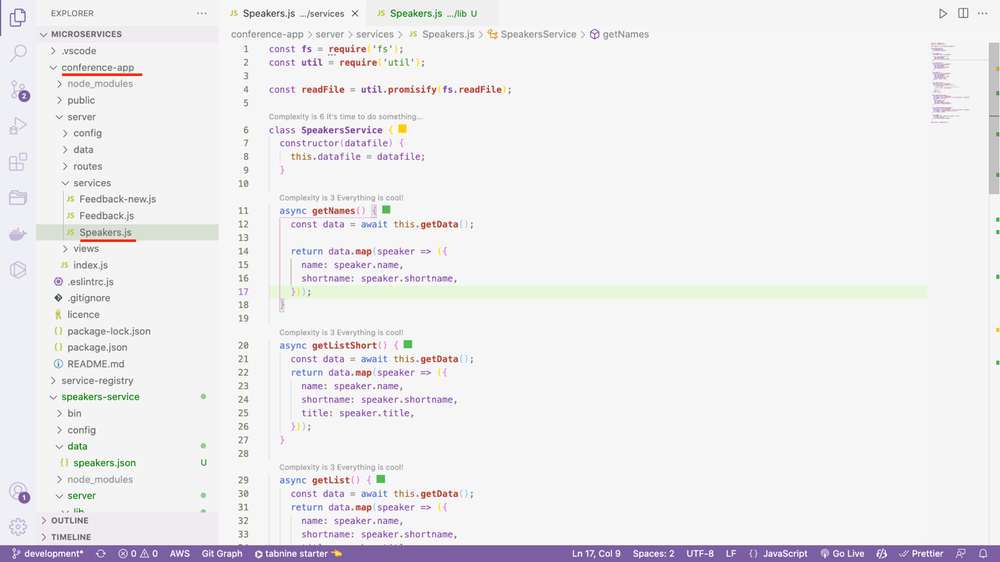 EXPLORER
MICROSERVICES
.vscode
conference-app
node_modules
public
server
config
data
routes
services
JS Feedback-new.js
JS Feedback.js
JS Speakers.js
views
JS index.js
.eslintrc.js
.gitignore
licence
{} package-lock.json
{} package.json
README.md
service-registry
speakers-service
bin
config
data
{} speakers.json U
node_modules
server
lib
OUTLINE
TIMELINE
2
1
JS Speakers.js .../services
JS Speakers.js .../lib U
conference-app > server > services > JS Speakers.js > SpeakersService > getNames
1 const fs = require('fs');
2 const util = require('util');
3
4 const readFile = util.promisify(fs.readFile);
5
Complexity is 6 It's time to do something...
6 class SpeakersService {
7 constructor(datafile) {
8 this.datafile = datafile;
9 }
10
Complexity is 3 Everything is cool!
11 async getNames() {
12 const data = await this.getData();
13
14 return data.map(speaker => ({
15 name: speaker.name,
16 shortname: speaker.shortname,
17 }));
18 }
19
Complexity is 3 Everything is cool!
20 async getListShort() {
21 const data = await this.getData();
22 return data.map(speaker => ({
23 name: speaker.name,
24 shortname: speaker.shortname,
25 title: speaker.title,
26 }));
27 }
28
Complexity is 3 Everything is cool!
29 async getList() {
30 const data = await this.getData();
31 return data.map(speaker => ({
32 name: speaker.name,
33 shortname: speaker.shortname,
development* 0 0 AWS Git Graph tabnine starter Ln 17, Col 9 Spaces: 2 UTF-8 LF {} JavaScript Go Live Prettier